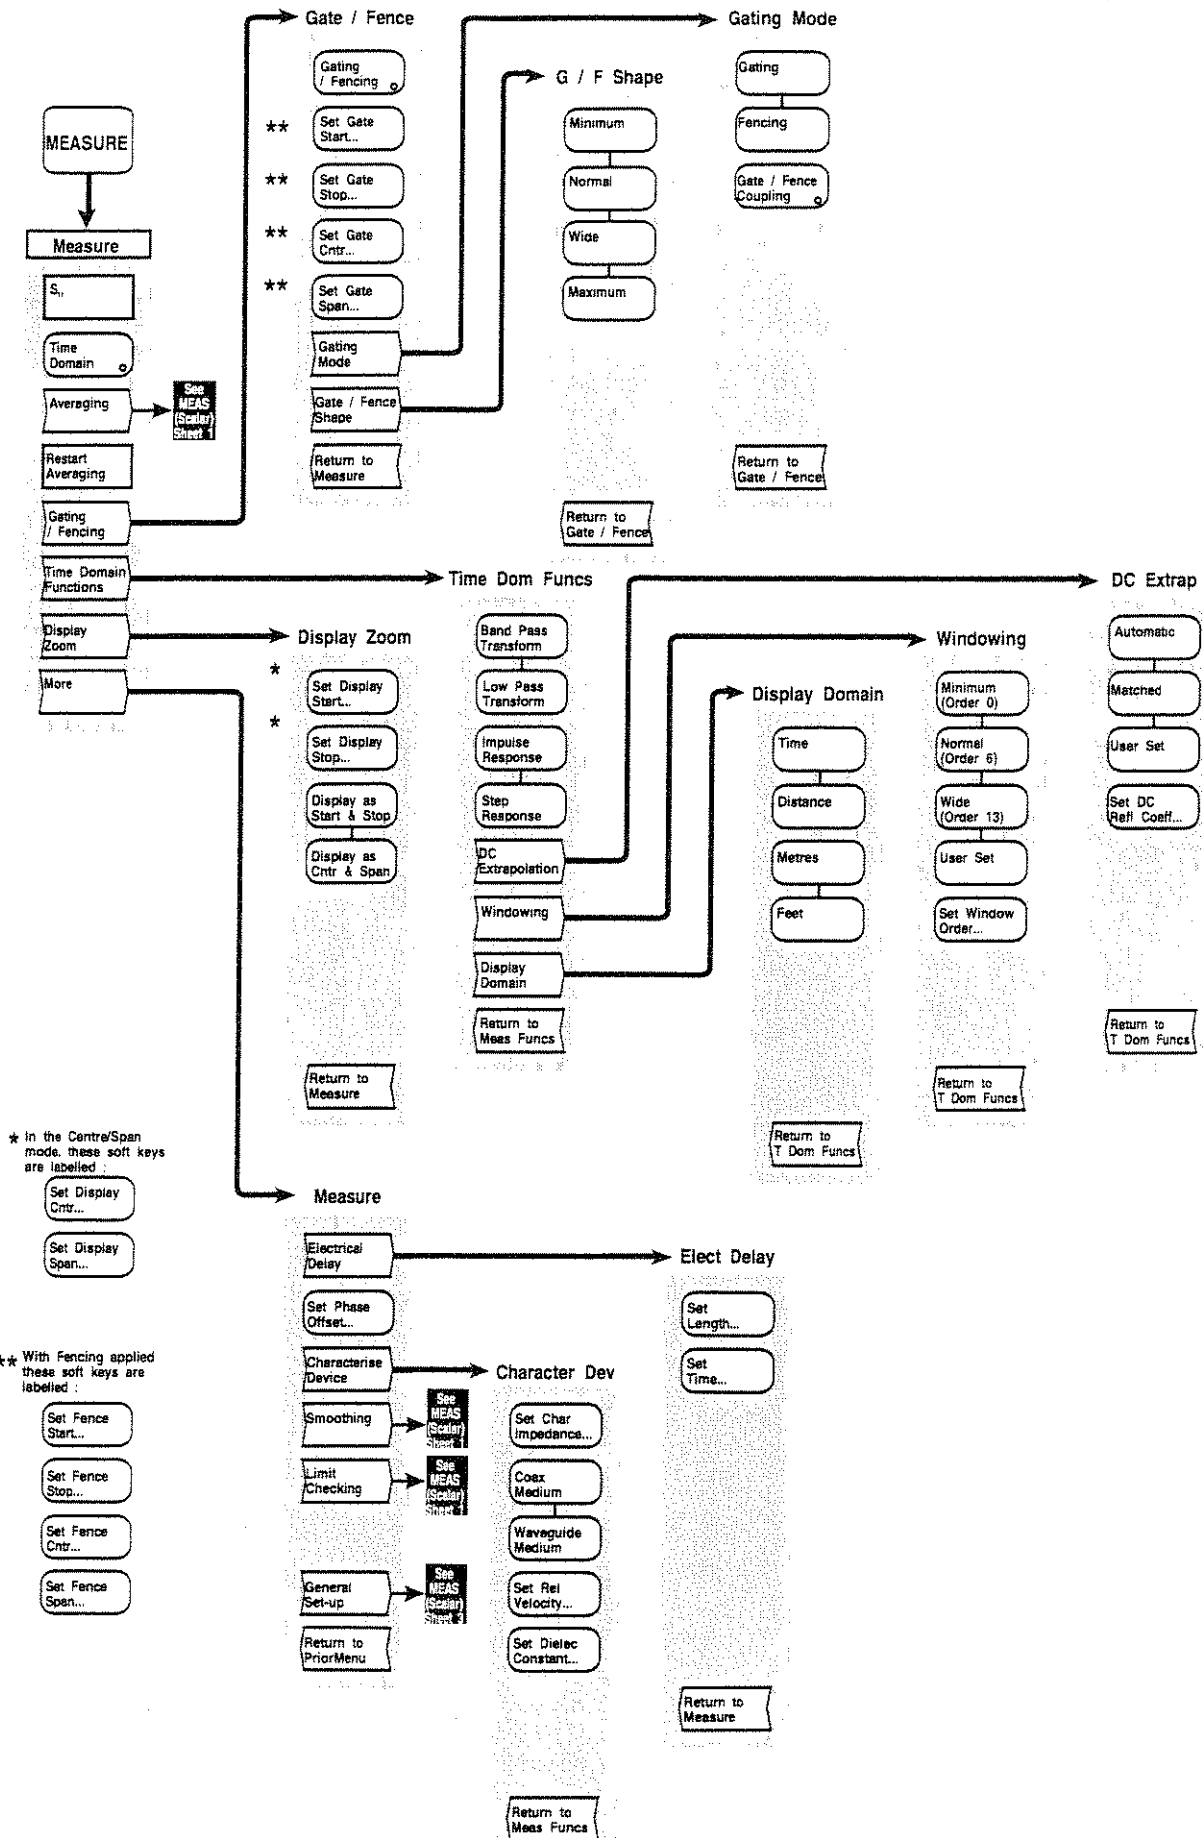 MEASURE
Measure
S11
Time
Domain
Averaging
See
MEAS
(Scalar)
Sheet 1
Restart
Averaging
Gating
/ Fencing
Time Domain
Functions
Display
Zoom
More
Gate / Fence
Gating
/ Fencing
** Set Gate
Start...
** Set Gate
Stop...
** Set Gate
Cntr...
** Set Gate
Span...
Gating
Mode
Gate / Fence
Shape
Return to
Measure
G / F Shape
Minimum
Normal
Wide
Maximum
Return to
Gate / Fence
Gating Mode
Gating
Fencing
Gate / Fence
Coupling
Return to
Gate / Fence
Display Zoom
* Set Display
Start...
* Set Display
Stop...
Display as
Start & Stop
Display as
Cntr & Span
Return to
Measure
Time Dom Funcs
Band Pass
Transform
Low Pass
Transform
Impulse
Response
Step
Response
DC
Extrapolation
Windowing
Display
Domain
Return to
Meas Funcs
Display Domain
Time
Distance
Metres
Feet
Return to
T Dom Funcs
Windowing
Minimum
(Order 0)
Normal
(Order 6)
Wide
(Order 13)
User Set
Set Window
Order...
Return to
T Dom Funcs
DC Extrap
Automatic
Matched
User Set
Set DC
Refl Coeff...
Return to
T Dom Funcs
* In the Centre/Span
mode, these soft keys
are labelled :
Set Display
Cntr...
Set Display
Span...
** With Fencing applied
these soft keys are
labelled :
Set Fence
Start...
Set Fence
Stop...
Set Fence
Cntr...
Set Fence
Span...
Measure
Electrical
Delay
Set Phase
Offset...
Characterise
Device
Smoothing
See
MEAS
(Scalar)
Sheet
Limit
Checking
See
MEAS
(Scalar)
Sheet
General
Set-up
See
MEAS
(Scalar)
Sheet
Return to
PriorMenu
Character Dev
Set Char
Impedance...
Coax
Medium
Waveguide
Medium
Set Rel
Velocity...
Set Dielec
Constant...
Return to
Meas Funcs
Elect Delay
Set
Length...
Set
Time...
Return to
Measure